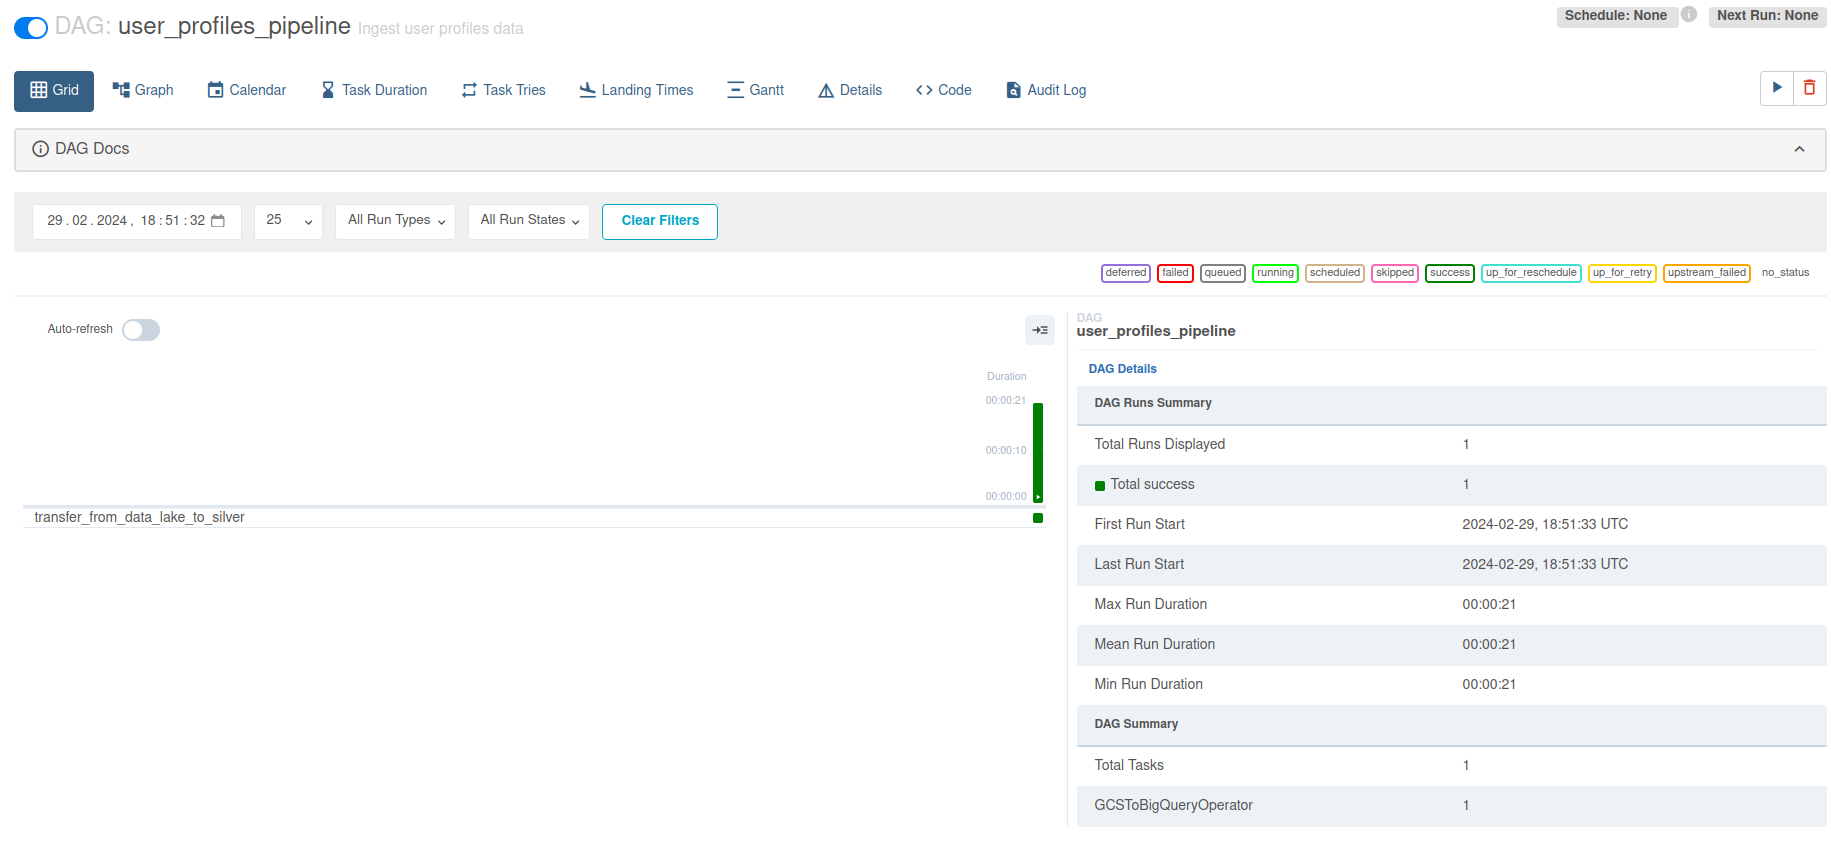 DAG: user_profiles_pipeline Ingest user profiles data
Schedule: None
Next Run: None
Grid
Graph
Calendar
Task Duration
Task Tries
Landing Times
Gantt
Details
Code
Audit Log
DAG Docs
29.02.2024, 18:51:32
25
All Run Types
All Run States
Clear Filters
deferred
failed
queued
running
scheduled
skipped
success
up_for_reschedule
up_for_retry
upstream_failed
no_status
Auto-refresh
Duration
00:00:21
00:00:10
00:00:00
transfer_from_data_lake_to_silver
DAG
user_profiles_pipeline
DAG Details
DAG Runs Summary
Total Runs Displayed 1
Total success 1
First Run Start 2024-02-29, 18:51:33 UTC
Last Run Start 2024-02-29, 18:51:33 UTC
Max Run Duration 00:00:21
Mean Run Duration 00:00:21
Min Run Duration 00:00:21
DAG Summary
Total Tasks 1
GCSToBigQueryOperator 1